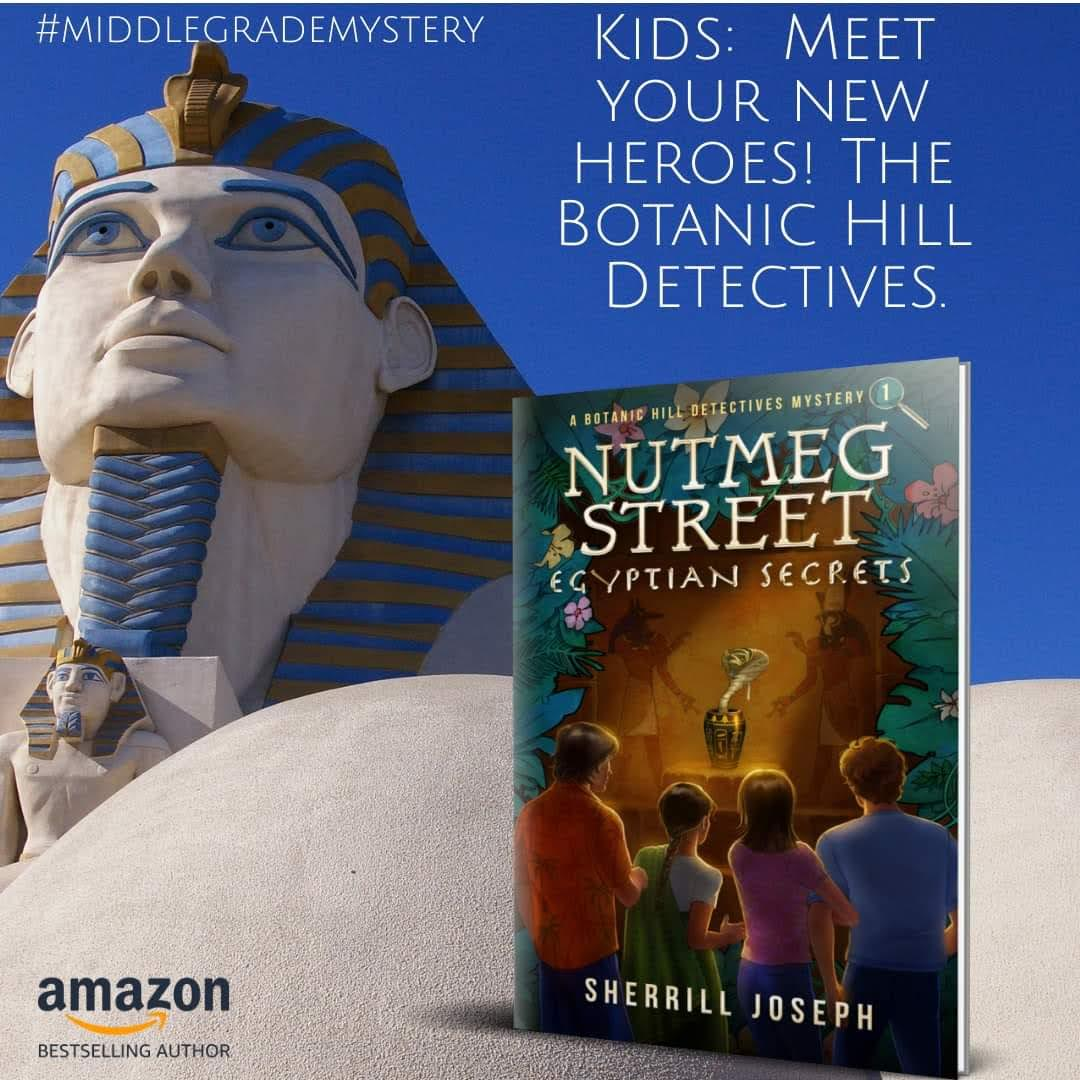 #MIDDLEGRADEMYSTERY
KIDS: MEET
YOUR NEW
HEROES! THE
BOTANIC HILL
DETECTIVES.
A BOTANIC HILL DETECTIVES MYSTERY 1
NUTMEG
STREET
EGYPTIAN SECRETS
SHERRILL JOSEPH
amazon
BESTSELLING AUTHOR